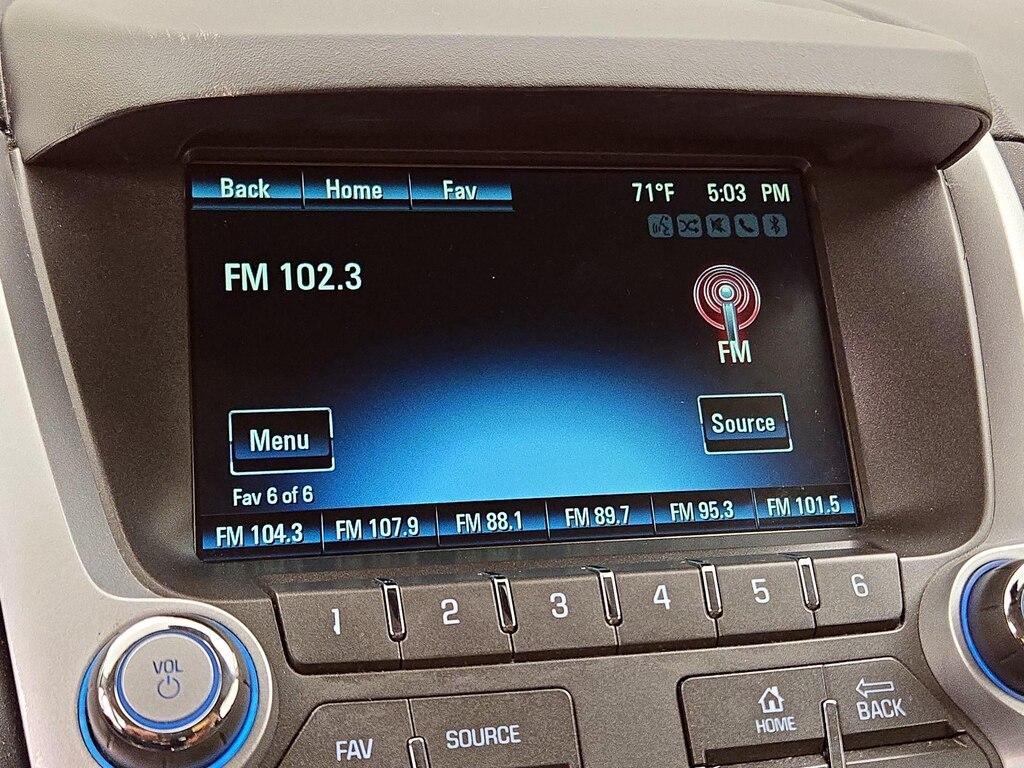 Back Home Fav 71°F 5:03 PM
FM 102.3
FM
Menu Source
Fav 6 of 6
FM 104.3 FM 107.9 FM 88.1 FM 89.7 FM 95.3 FM 101.5
1 2 3 4 5 6
VOL
FAV SOURCE HOME BACK